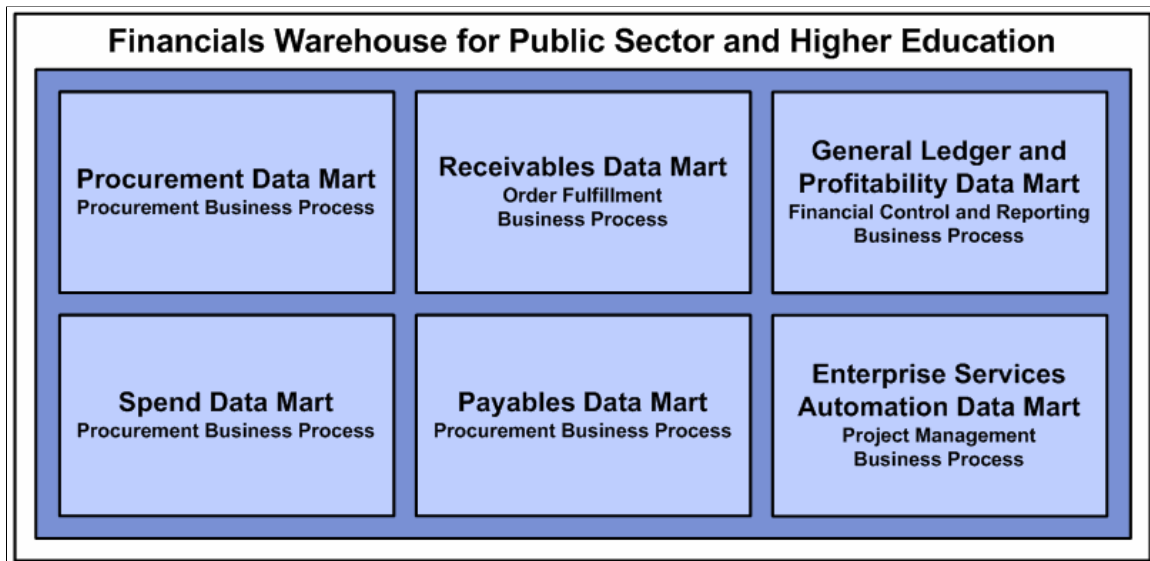 Financials Warehouse for Public Sector and Higher Education
Procurement Data Mart
Procurement Business Process
Receivables Data Mart
Order Fulfillment
Business Process
General Ledger and
Profitability Data Mart
Financial Control and Reporting
Business Process
Spend Data Mart
Procurement Business Process
Payables Data Mart
Procurement Business Process
Enterprise Services
Automation Data Mart
Project Management
Business Process